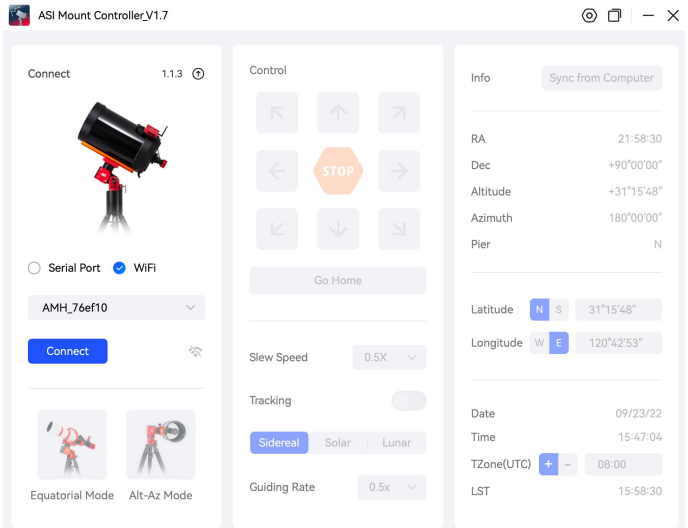 ASI Mount Controller_V1.7
Connect 1.1.3
Serial Port WiFi
AMH_76ef10
Connect
Equatorial Mode Alt-Az Mode
Control
STOP
Go Home
Slew Speed 0.5X
Tracking
Sidereal Solar Lunar
Guiding Rate 0.5x
Info Sync from Computer
RA 21:58:30
Dec +90°00'00"
Altitude +31°15'48"
Azimuth 180°00'00"
Pier N
Latitude N S 31°15'48"
Longitude W E 120°42'53"
Date 09/23/22
Time 15:47:04
TZone(UTC) + − 08:00
LST 15:58:30